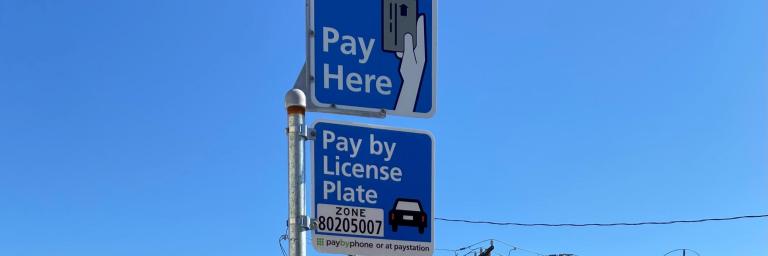 Pay
Here
Pay by
License
Plate
ZONE
80205007
paybyphone or at paystation